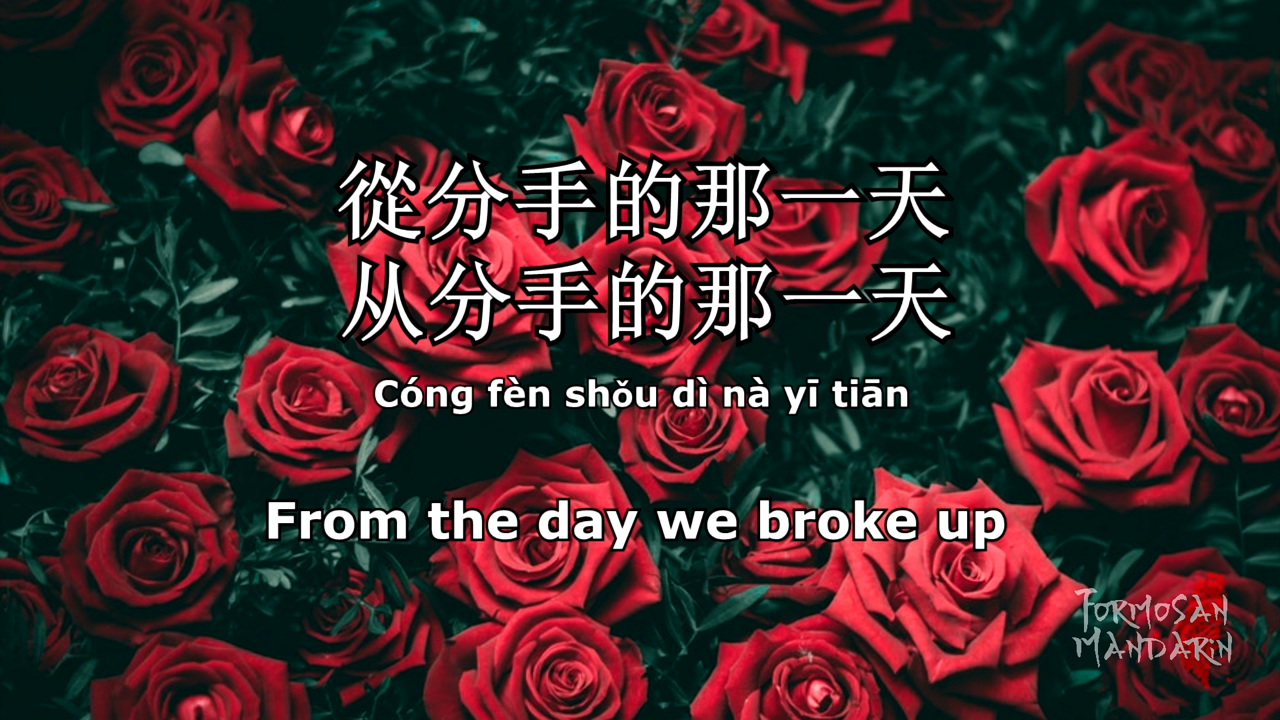 從分手的那一天
从分手的那一天
Cóng fèn shǒu dì nà yī tiān
From the day we broke up
FORMOSAN
MANDARIN